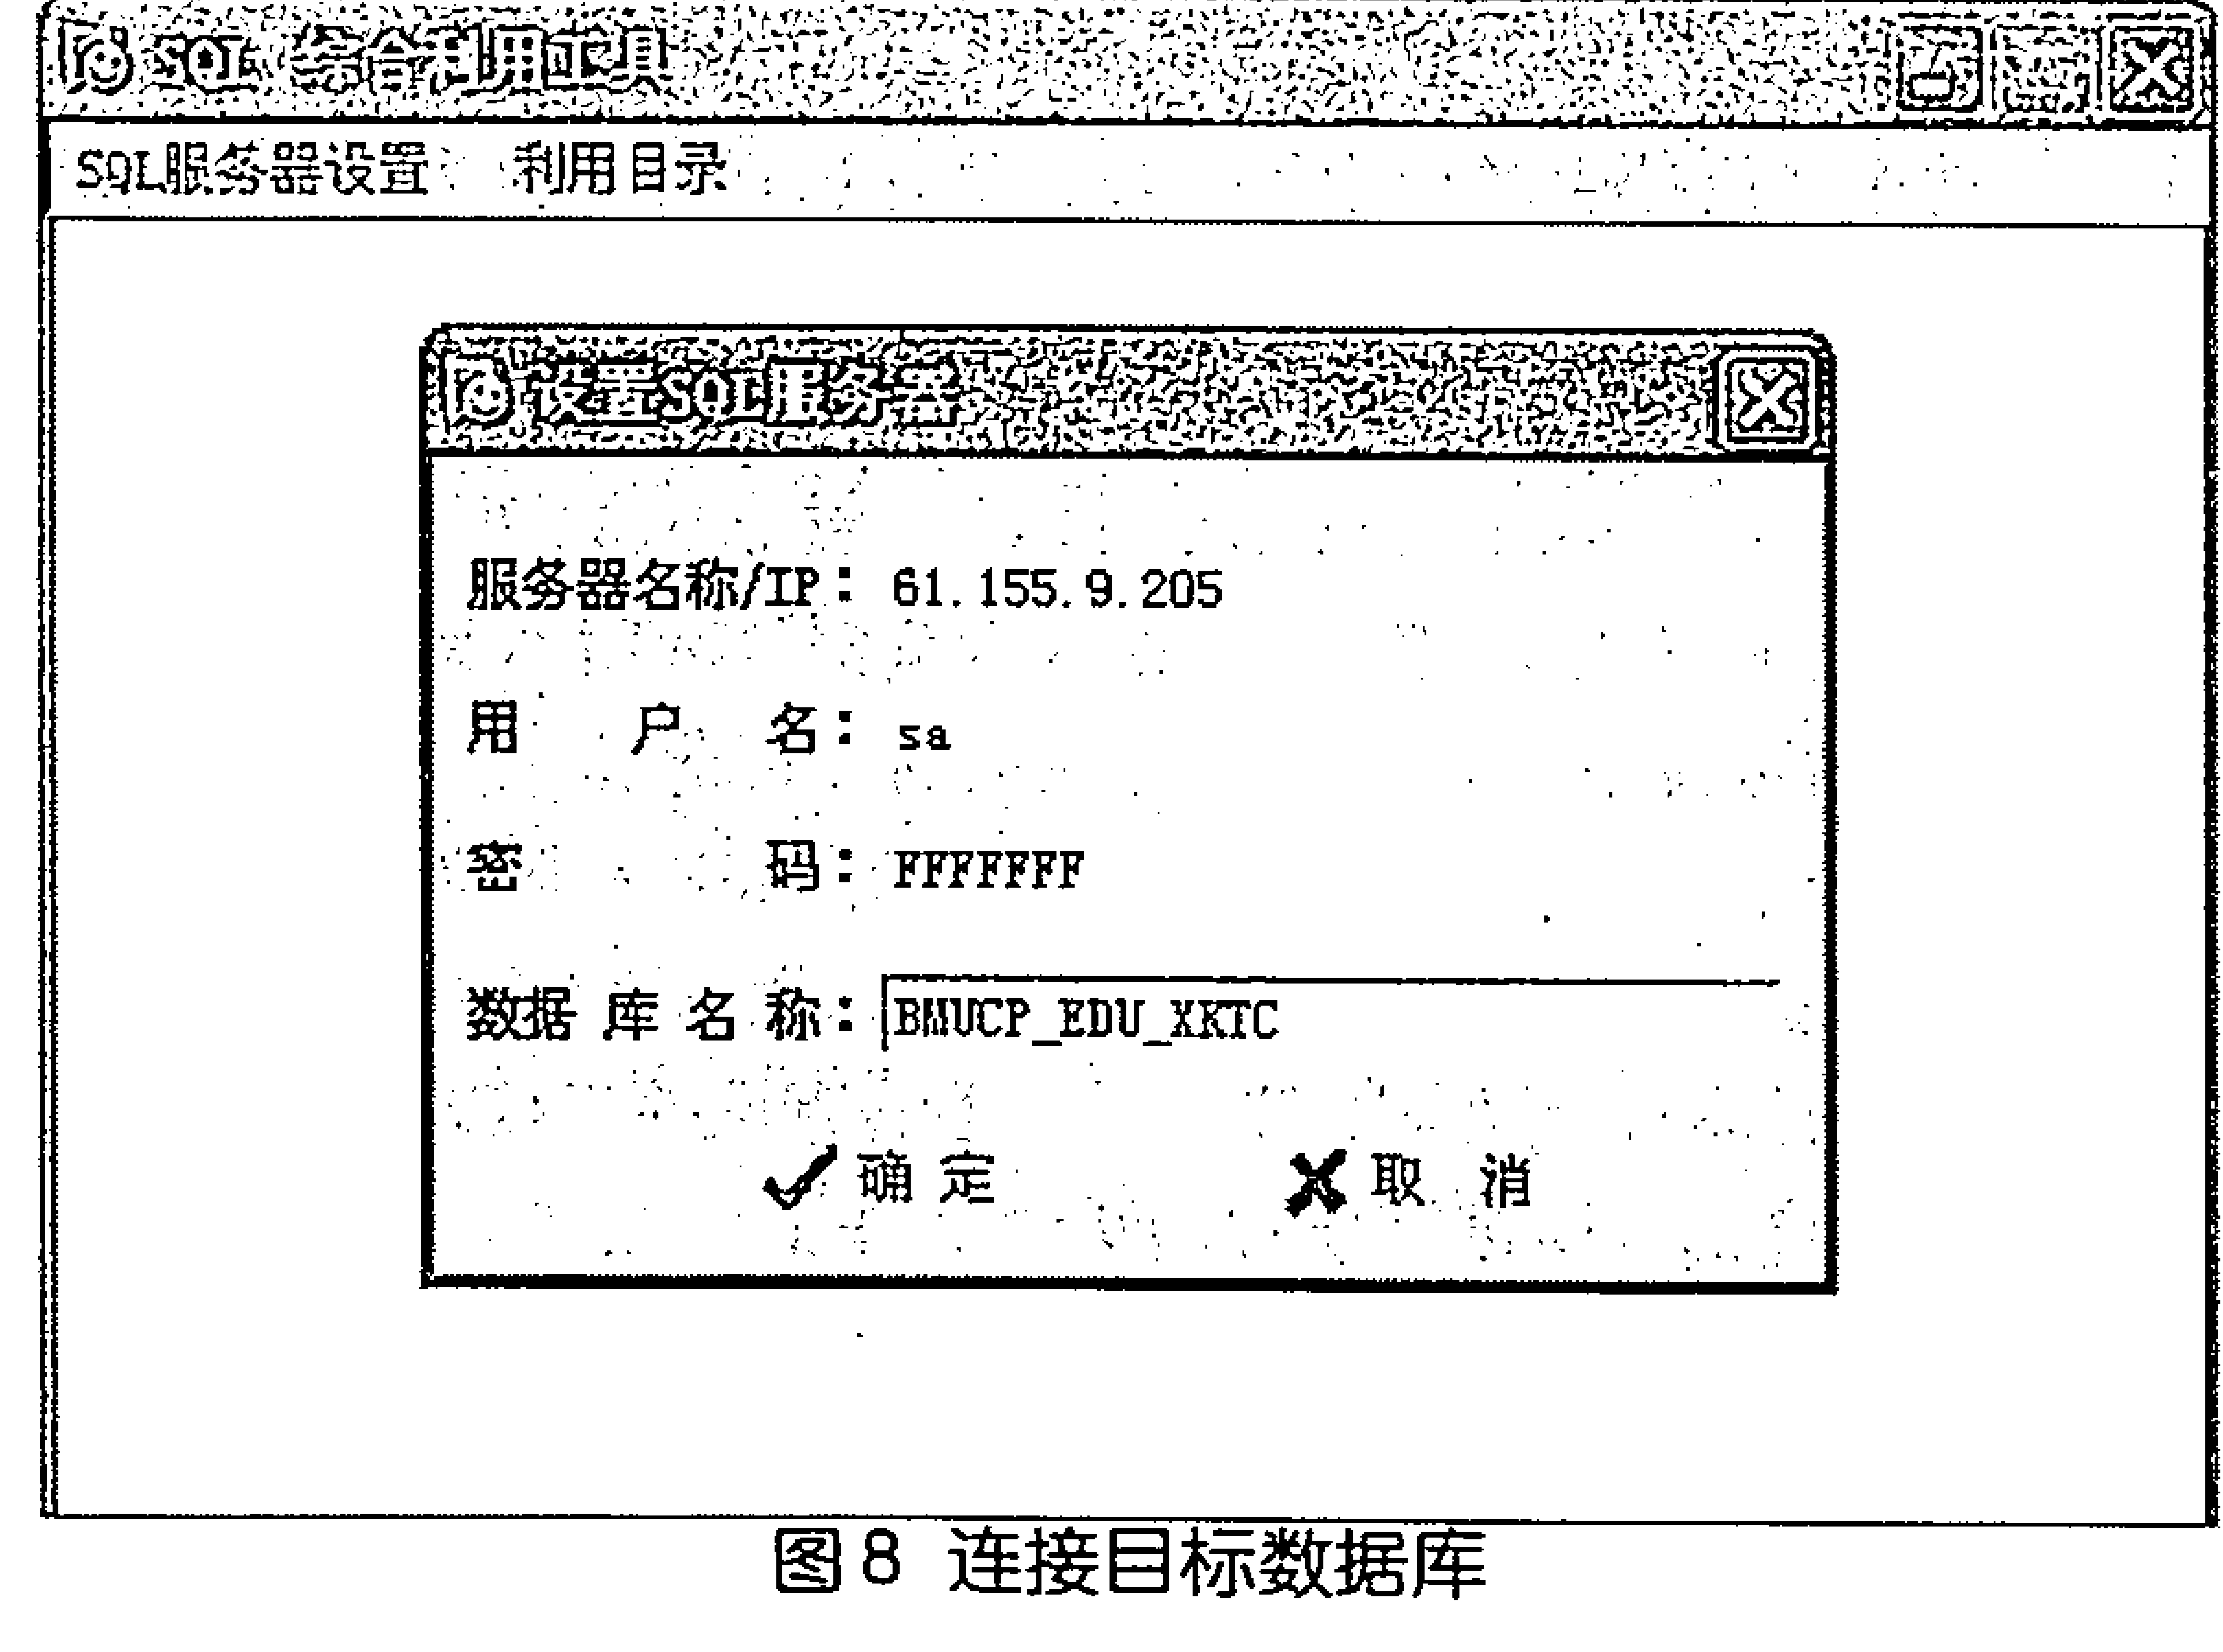 SQL 综合利用工具
SQL服务器设置 利用目录
设置SQL服务器
服务器名称/IP: 61.155.9.205
用户名: sa
密码: FFFFFFF
数据库名称: BMUCP_EDU_XKTC
确定 取消
图8 连接目标数据库